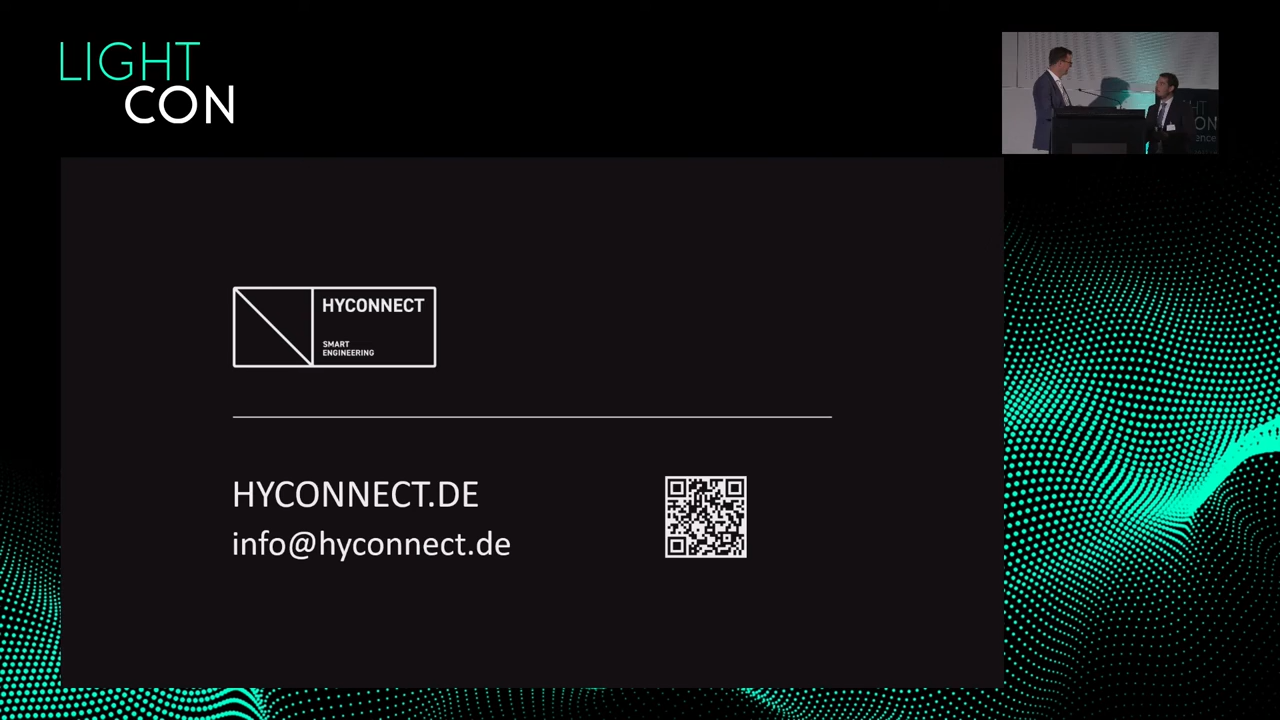 LIGHT
CON
HYCONNECT
SMART
ENGINEERING
HYCONNECT.DE
info@hyconnect.de